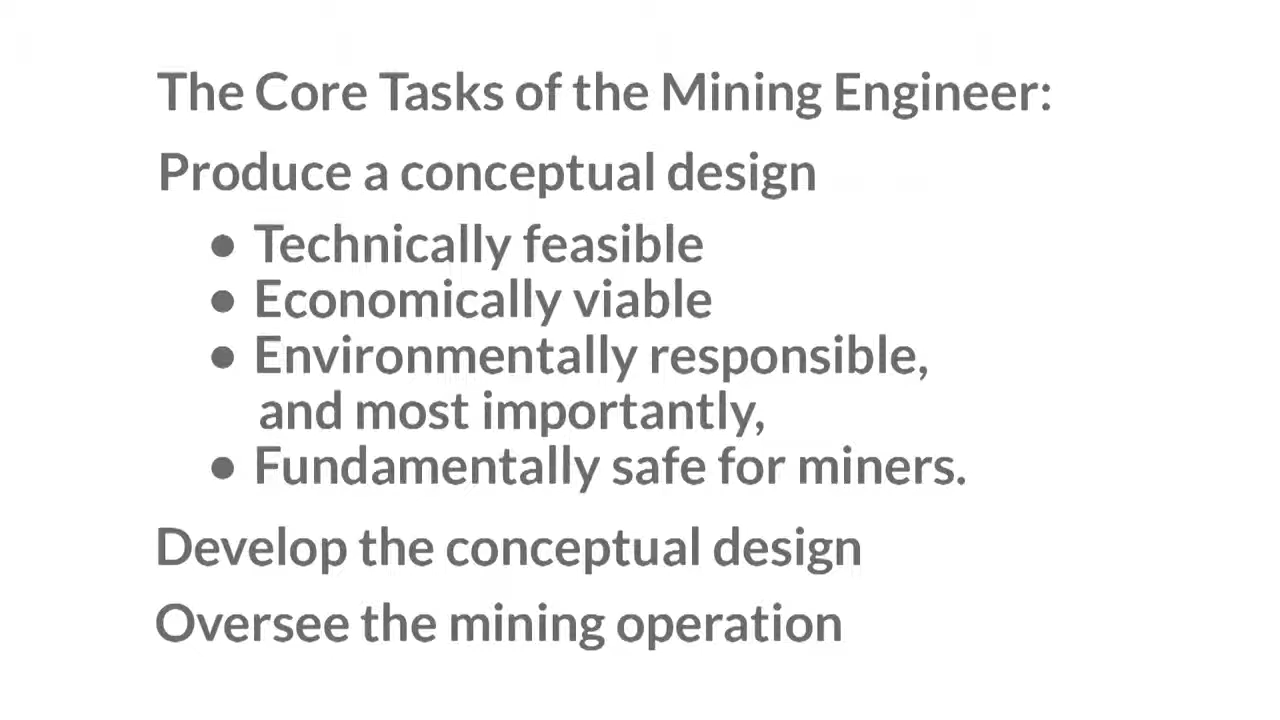 The Core Tasks of the Mining Engineer:
Produce a conceptual design
• Technically feasible
• Economically viable
• Environmentally responsible,
and most importantly,
• Fundamentally safe for miners.
Develop the conceptual design
Oversee the mining operation